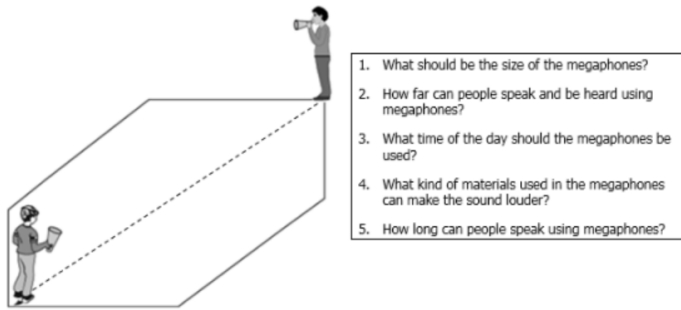 1. What should be the size of the megaphones?
2. How far can people speak and be heard using
megaphones?
3. What time of the day should the megaphones be
used?
4. What kind of materials used in the megaphones
can make the sound louder?
5. How long can people speak using megaphones?